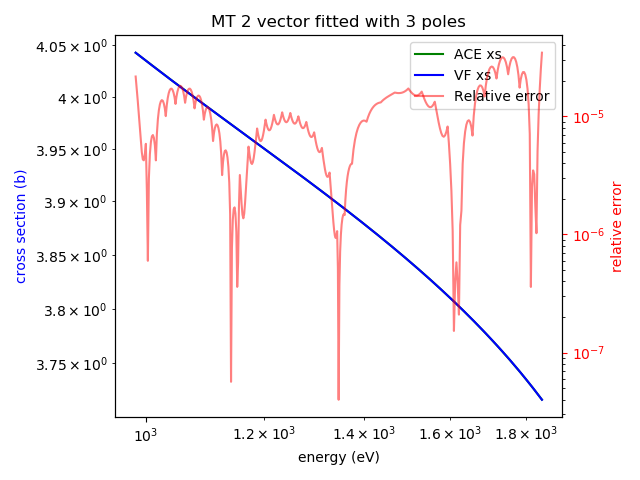 MT 2 vector fitted with 3 poles
ACE xs
VF xs
Relative error
4.05 × 10⁰
4 × 10⁰
3.95 × 10⁰
3.9 × 10⁰
3.85 × 10⁰
3.8 × 10⁰
3.75 × 10⁰
cross section (b)
10⁻⁵
10⁻⁶
10⁻⁷
relative error
10³
1.2 × 10³
1.4 × 10³
1.6 × 10³
1.8 × 10³
energy (eV)